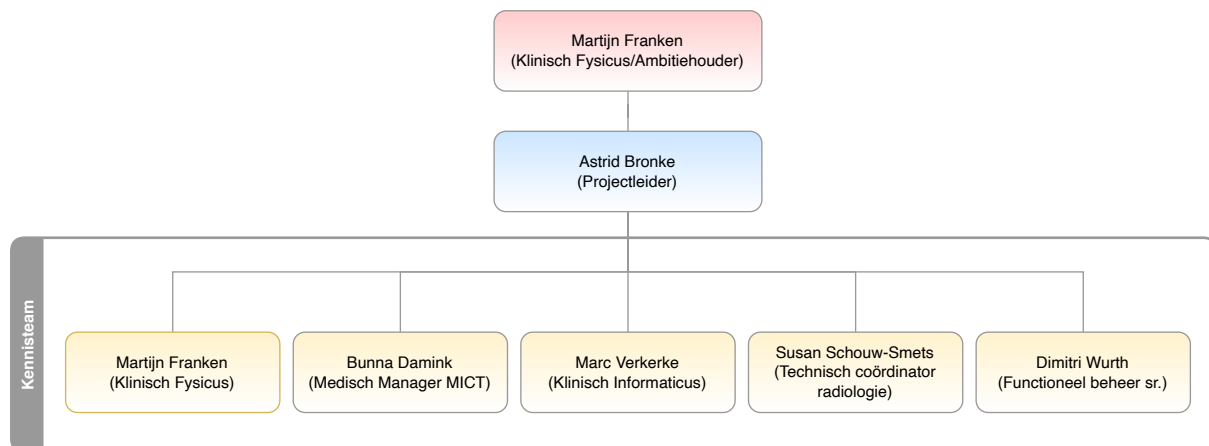 Martijn Franken
(Klinisch Fysicus/Ambitiehouder)
Astrid Bronke
(Projectleider)
Kennisteam
Martijn Franken
(Klinisch Fysicus)
Bunna Damink
(Medisch Manager MICT)
Marc Verkerke
(Klinisch Informaticus)
Susan Schouw-Smets
(Technisch coördinator
radiologie)
Dimitri Wurth
(Functioneel beheer sr.)